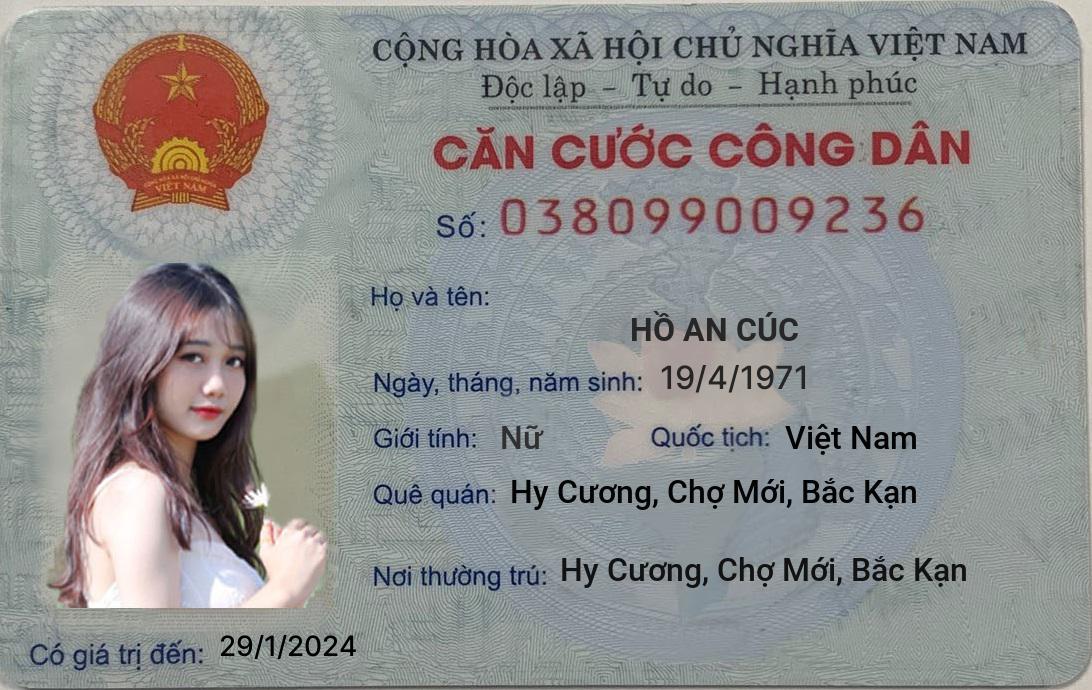 CỘNG HÒA XÃ HỘI CHỦ NGHĨA VIỆT NAM
Độc lập – Tự do – Hạnh phúc
CĂN CƯỚC CÔNG DÂN
Số: 038099009236
Họ và tên:
HỒ AN CÚC
Ngày, tháng, năm sinh: 19/4/1971
Giới tính: Nữ Quốc tịch: Việt Nam
Quê quán: Hy Cương, Chợ Mới, Bắc Kạn
Nơi thường trú: Hy Cương, Chợ Mới, Bắc Kạn
Có giá trị đến: 29/1/2024
CỘNG HÒA XÃ HỘI CHỦ NGHĨA
VIỆT NAM